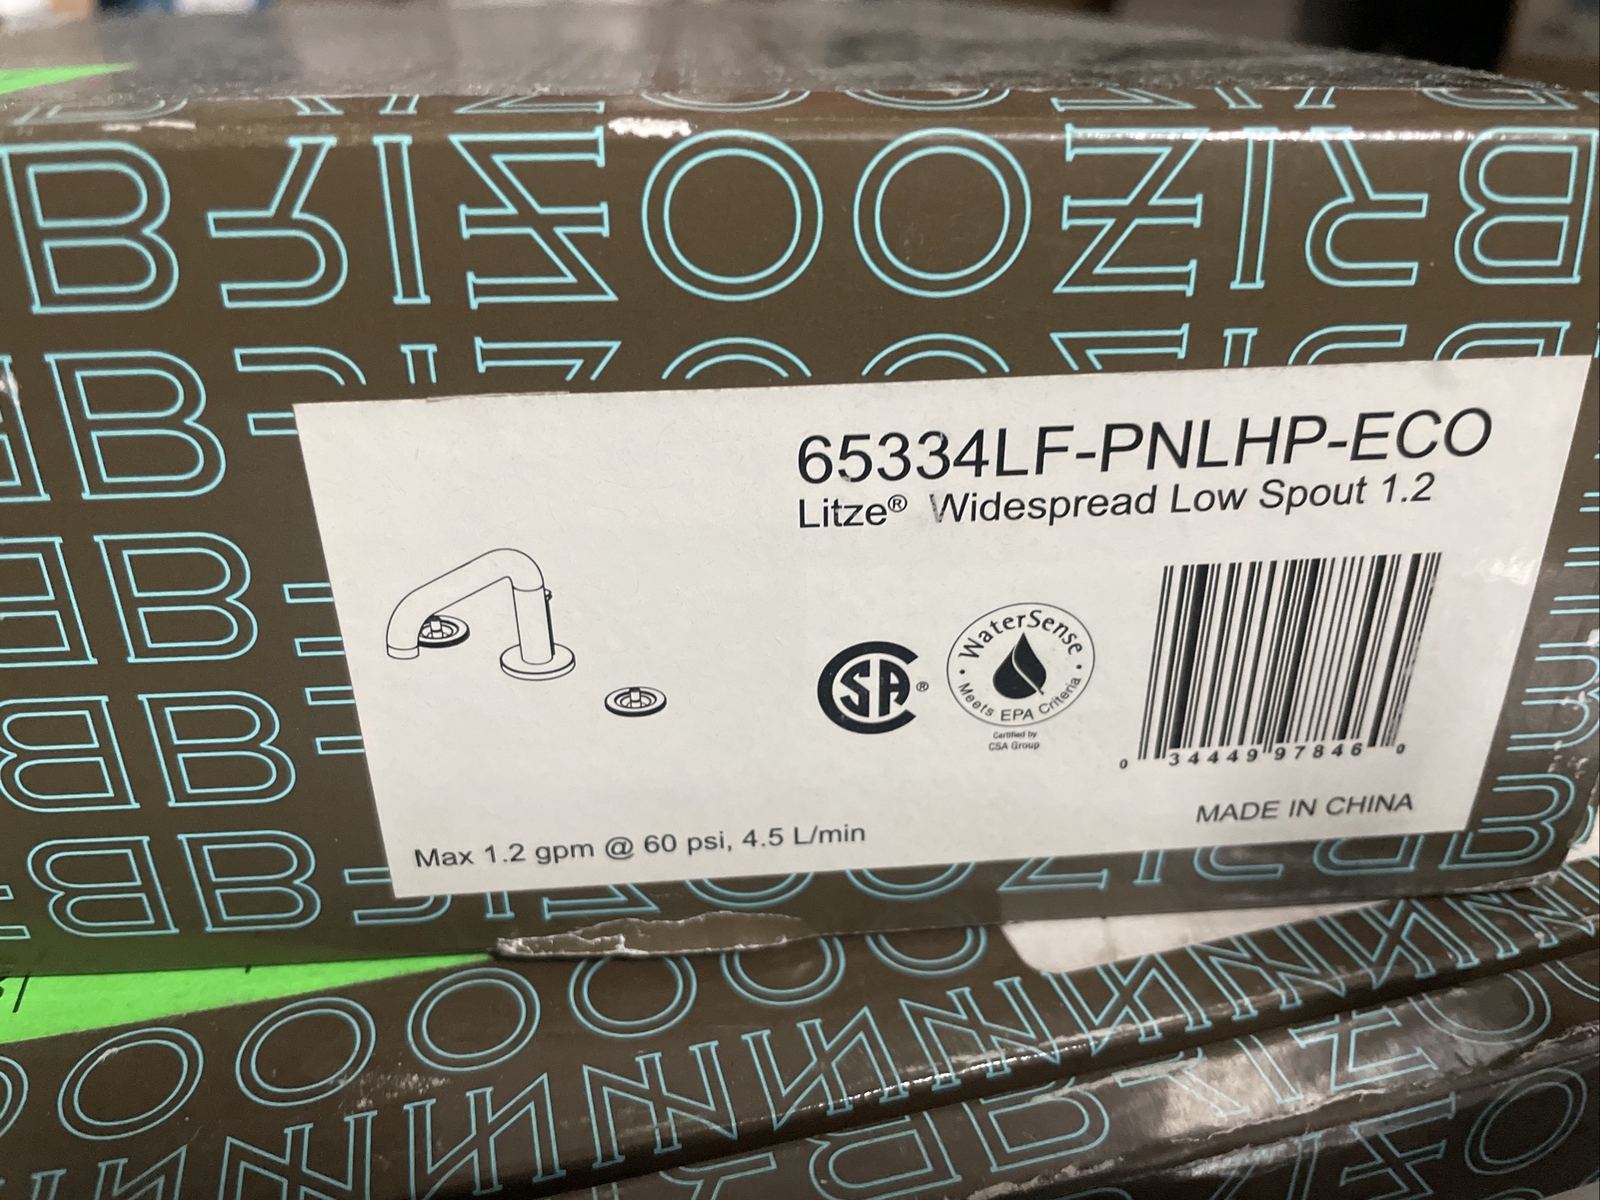 BRIZO OZIRB
65334LF-PNLHP-ECO
Litze® Widespread Low Spout 1.2
CSA®
WaterSense
Meets EPA Criteria
Certified by
CSA Group
0 34449 97846 0
MADE IN CHINA
Max 1.2 gpm @ 60 psi, 4.5 L/min